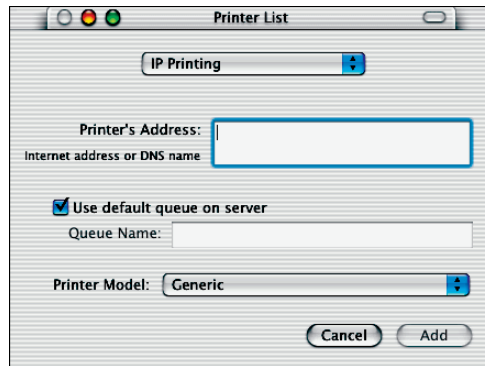 Printer List
IP Printing
Printer's Address:
Internet address or DNS name
Use default queue on server
Queue Name:
Printer Model: Generic
Cancel Add